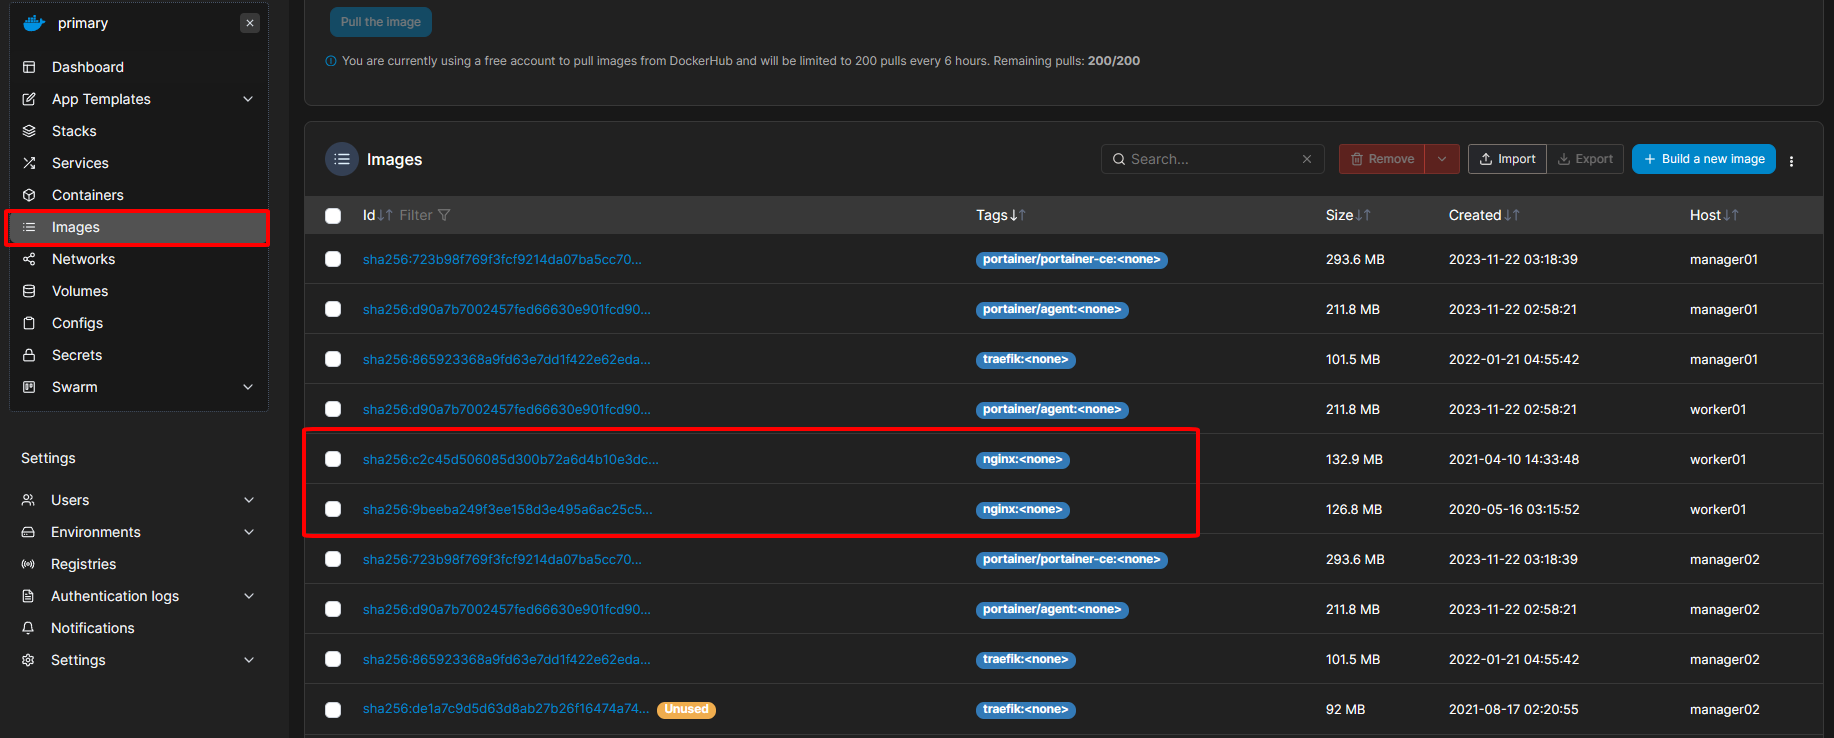 primary
Dashboard
App Templates
Stacks
Services
Containers
Images
Networks
Volumes
Configs
Secrets
Swarm
Settings
Users
Environments
Registries
Authentication logs
Notifications
Settings
Pull the image
You are currently using a free account to pull images from DockerHub and will be limited to 200 pulls every 6 hours. Remaining pulls: 200/200
Images Search... Remove Import Export Build a new image
Id Filter Tags Size Created Host
sha256:723b98f769f3fcf9214da07ba5cc70... portainer/portainer-ce:<none> 293.6 MB 2023-11-22 03:18:39 manager01
sha256:d90a7b7002457fed66630e901fcd90... portainer/agent:<none> 211.8 MB 2023-11-22 02:58:21 manager01
sha256:865923368a9fd63e7dd1f422e62eda... traefik:<none> 101.5 MB 2022-01-21 04:55:42 manager01
sha256:d90a7b7002457fed66630e901fcd90... portainer/agent:<none> 211.8 MB 2023-11-22 02:58:21 worker01
sha256:c2c45d506085d300b72a6d4b10e3dc... nginx:<none> 132.9 MB 2021-04-10 14:33:48 worker01
sha256:9beeba249f3ee158d3e495a6ac25c5... nginx:<none> 126.8 MB 2020-05-16 03:15:52 worker01
sha256:723b98f769f3fcf9214da07ba5cc70... portainer/portainer-ce:<none> 293.6 MB 2023-11-22 03:18:39 manager02
sha256:d90a7b7002457fed66630e901fcd90... portainer/agent:<none> 211.8 MB 2023-11-22 02:58:21 manager02
sha256:865923368a9fd63e7dd1f422e62eda... traefik:<none> 101.5 MB 2022-01-21 04:55:42 manager02
sha256:de1a7c9d5d63d8ab27b26f16474a74... Unused traefik:<none> 92 MB 2021-08-17 02:20:55 manager02